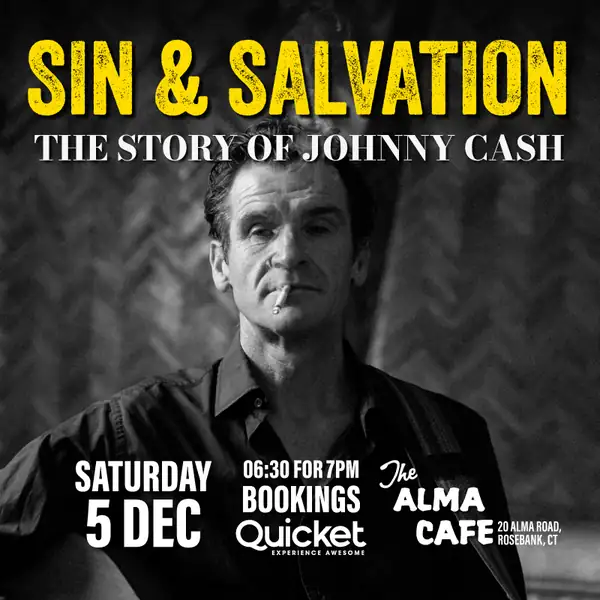 SIN & SALVATION
THE STORY OF JOHNNY CASH
SATURDAY
5 DEC
06:30 FOR 7PM
BOOKINGS
Quicket
EXPERIENCE AWESOME
The
ALMA
CAFE
20 ALMA ROAD,
ROSEBANK, CT